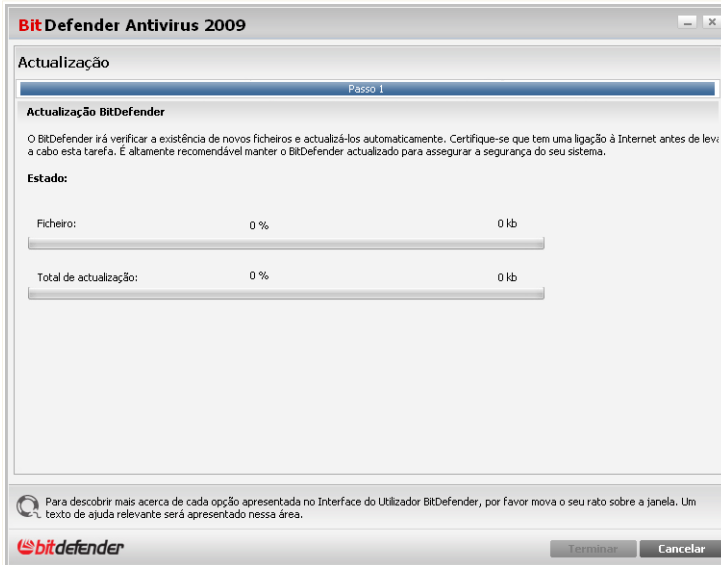 BitDefender Antivirus 2009
Actualização
Passo 1
Actualização BitDefender
O BitDefender irá verificar a existência de novos ficheiros e actualizá-los automaticamente. Certifique-se que tem uma ligação à Internet antes de leva
a cabo esta tarefa. É altamente recomendável manter o BitDefender actualizado para assegurar a segurança do seu sistema.
Estado:
Ficheiro: 0 % 0 kb
Total de actualização: 0 % 0 kb
Para descobrir mais acerca de cada opção apresentada no Interface do Utilizador BitDefender, por favor mova o seu rato sobre a janela. Um
texto de ajuda relevante será apresentado nessa área.
bitdefender
Terminar Cancelar